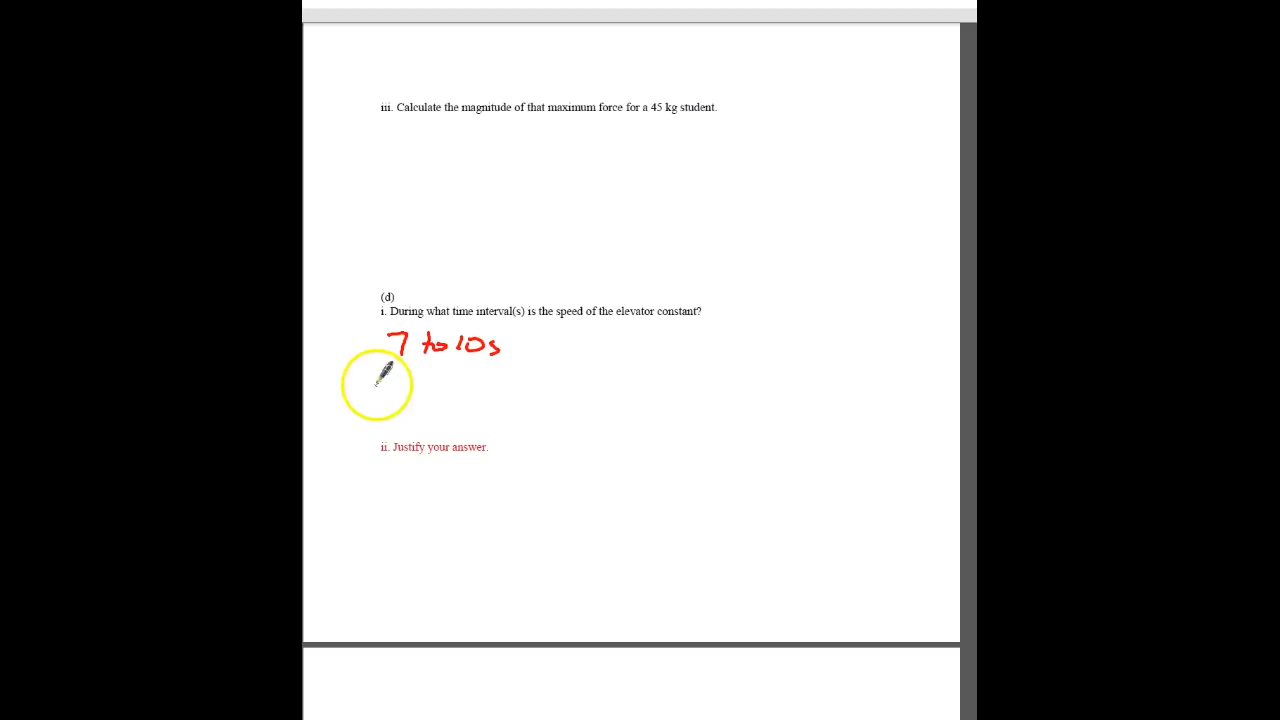 iii. Calculate the magnitude of that maximum force for a 45 kg student.
(d)
i. During what time interval(s) is the speed of the elevator constant?
7 to 10s
ii. Justify your answer.